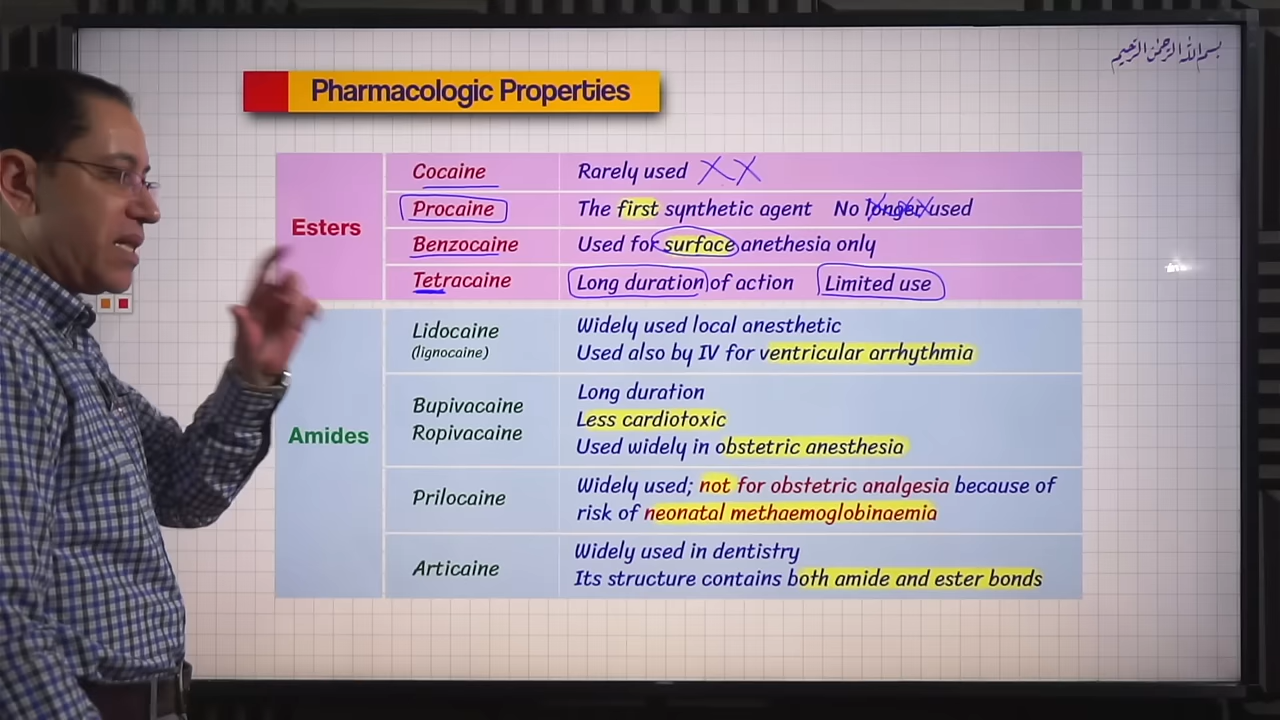 بسم الله الرحمن الرحيم
Pharmacologic Properties
Esters
Cocaine
Rarely used
Procaine
The first synthetic agent No longer used
Benzocaine
Used for surface anethesia only
Tetracaine
Long duration of action Limited use
Amides
Lidocaine
(lignocaine)
Widely used local anesthetic
Used also by IV for ventricular arrhythmia
Bupivacaine
Ropivacaine
Long duration
Less cardiotoxic
Used widely in obstetric anesthesia
Prilocaine
Widely used; not for obstetric analgesia because of
risk of neonatal methaemoglobinaemia
Articaine
Widely used in dentistry
Its structure contains both amide and ester bonds